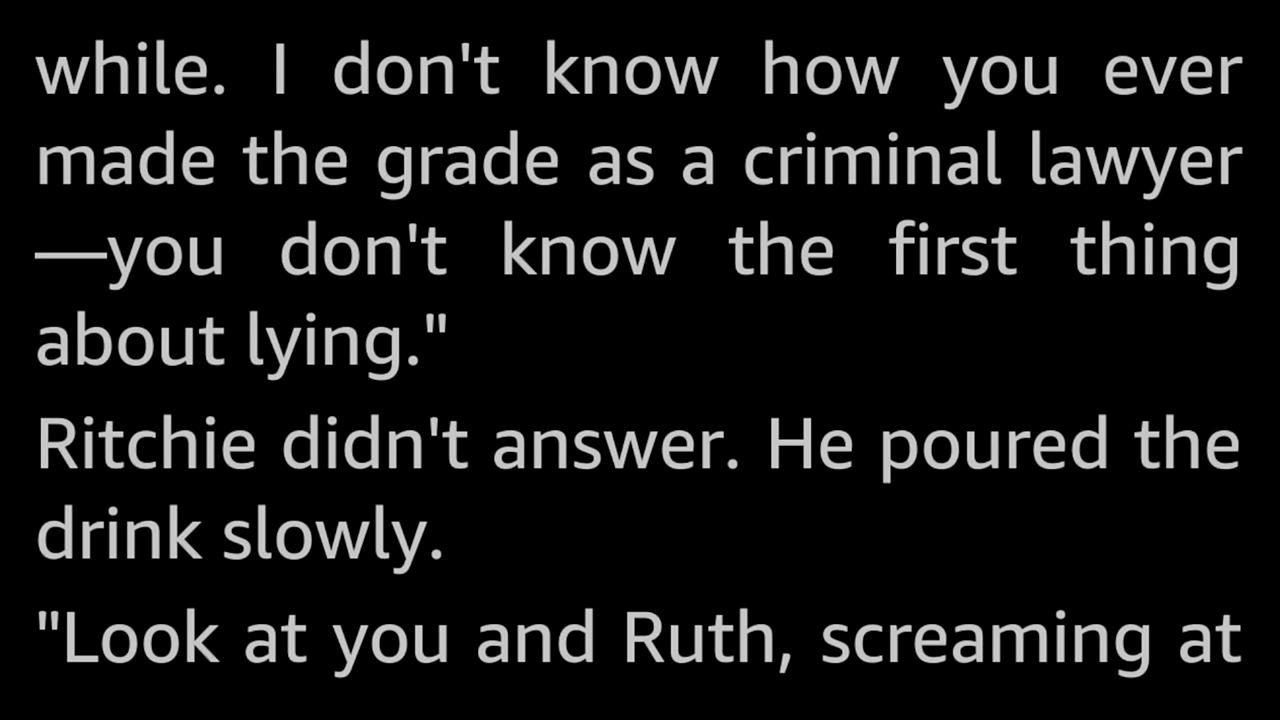 while. I don't know how you ever
made the grade as a criminal lawyer
—you don't know the first thing
about lying."
Ritchie didn't answer. He poured the
drink slowly.
"Look at you and Ruth, screaming at